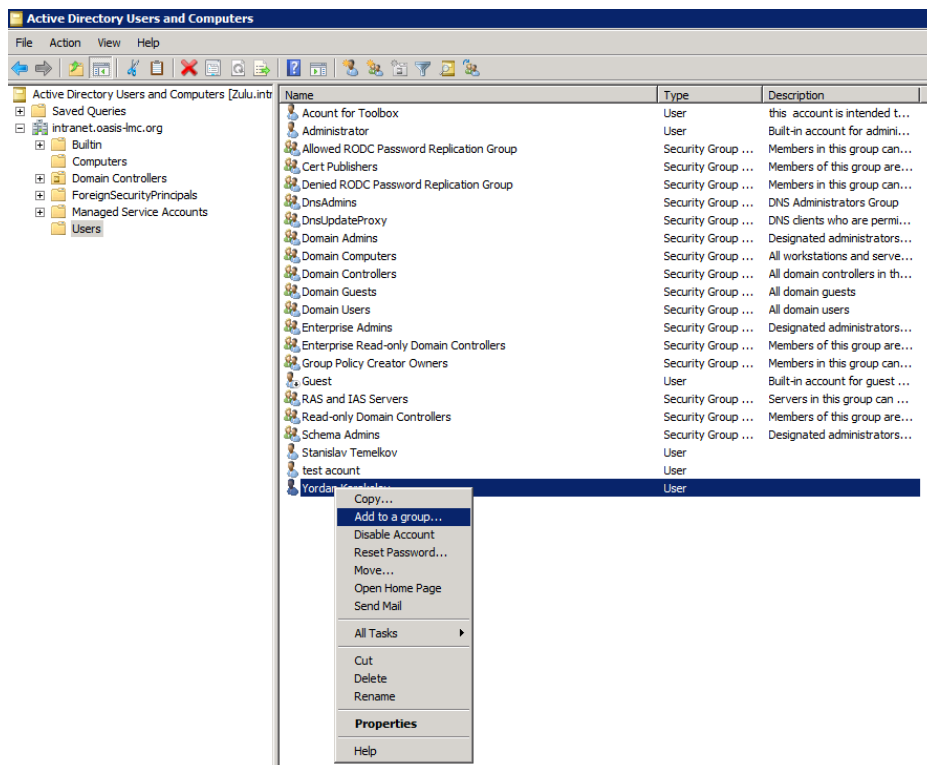 Active Directory Users and Computers
File Action View Help
Active Directory Users and Computers [Zulu.intr
Saved Queries
intranet.oasis-lmc.org
Builtin
Computers
Domain Controllers
ForeignSecurityPrincipals
Managed Service Accounts
Users
Name Type Description
Acount for Toolbox User this account is intended t...
Administrator User Built-in account for admini...
Allowed RODC Password Replication Group Security Group ... Members in this group can...
Cert Publishers Security Group ... Members of this group are...
Denied RODC Password Replication Group Security Group ... Members in this group can...
DnsAdmins Security Group ... DNS Administrators Group
DnsUpdateProxy Security Group ... DNS clients who are permi...
Domain Admins Security Group ... Designated administrators...
Domain Computers Security Group ... All workstations and serve...
Domain Controllers Security Group ... All domain controllers in th...
Domain Guests Security Group ... All domain guests
Domain Users Security Group ... All domain users
Enterprise Admins Security Group ... Designated administrators...
Enterprise Read-only Domain Controllers Security Group ... Members of this group are...
Group Policy Creator Owners Security Group ... Members in this group can...
Guest User Built-in account for guest ...
RAS and IAS Servers Security Group ... Servers in this group can ...
Read-only Domain Controllers Security Group ... Members of this group are...
Schema Admins Security Group ... Designated administrators...
Stanislav Temelkov User
test acount User
Yordan User
Copy...
Add to a group...
Disable Account
Reset Password...
Move...
Open Home Page
Send Mail
All Tasks
Cut
Delete
Rename
Properties
Help